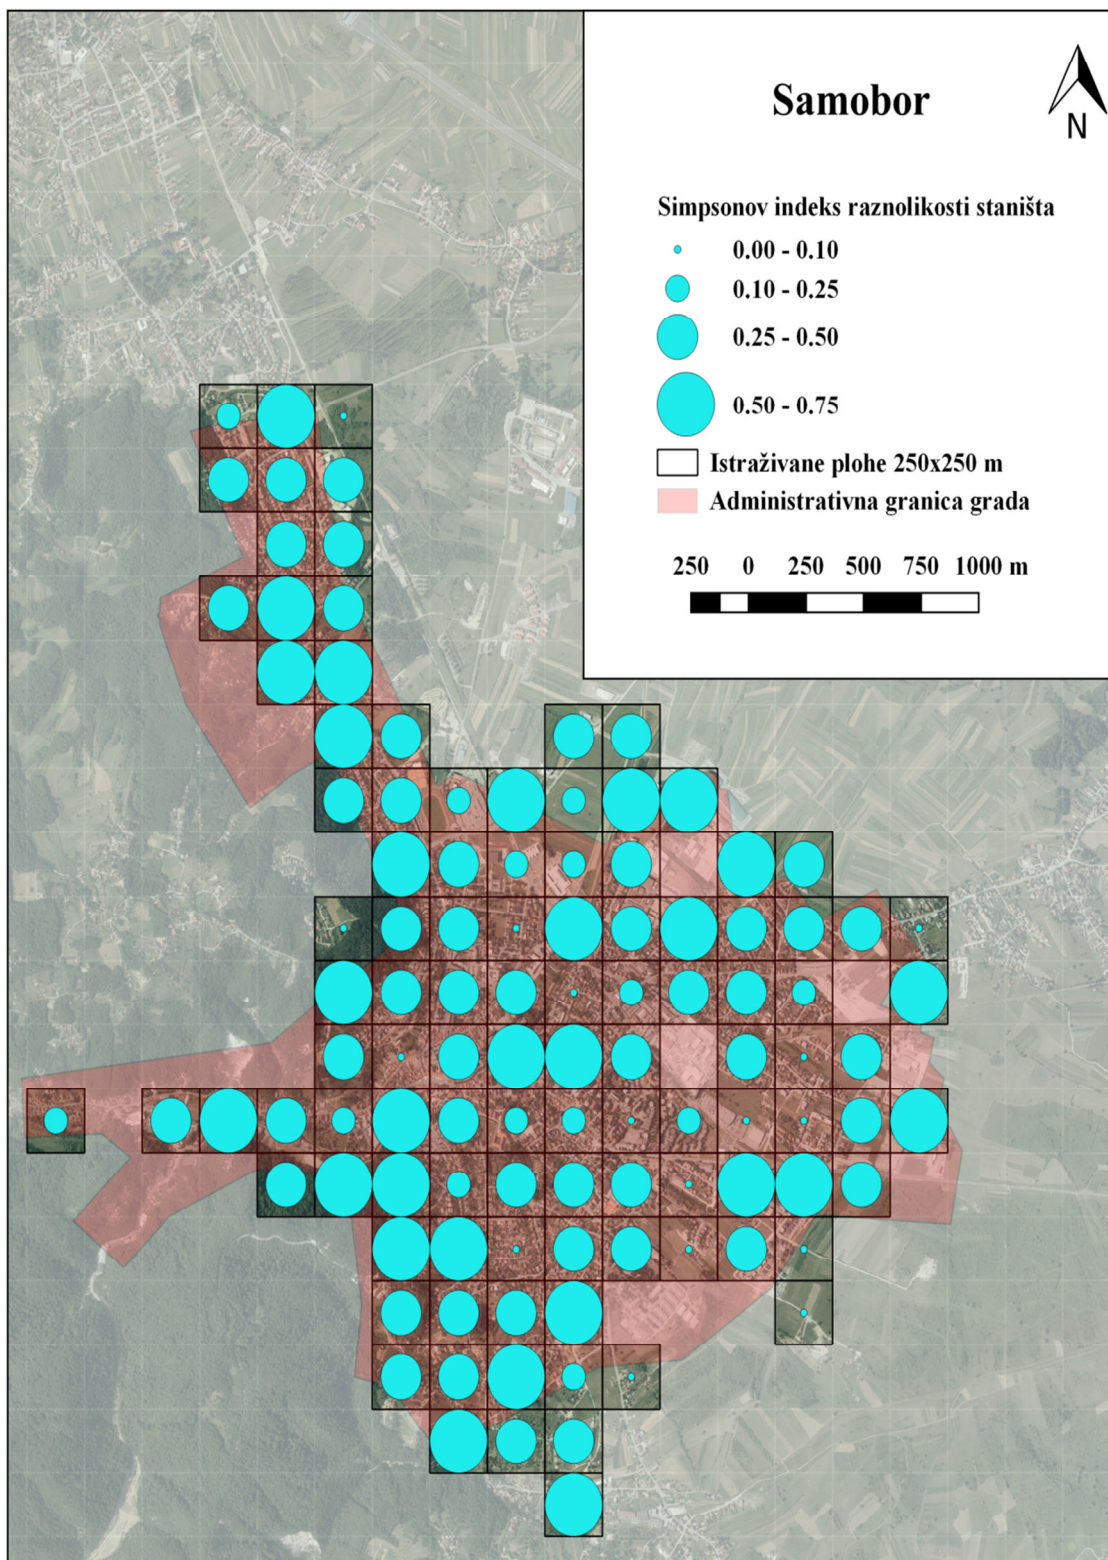 Samobor
N
Simpsonov indeks raznolikosti staništa
0.00 - 0.10
0.10 - 0.25
0.25 - 0.50
0.50 - 0.75
Istraživane plohe 250x250 m
Administrativna granica grada
250 0 250 500 750 1000 m